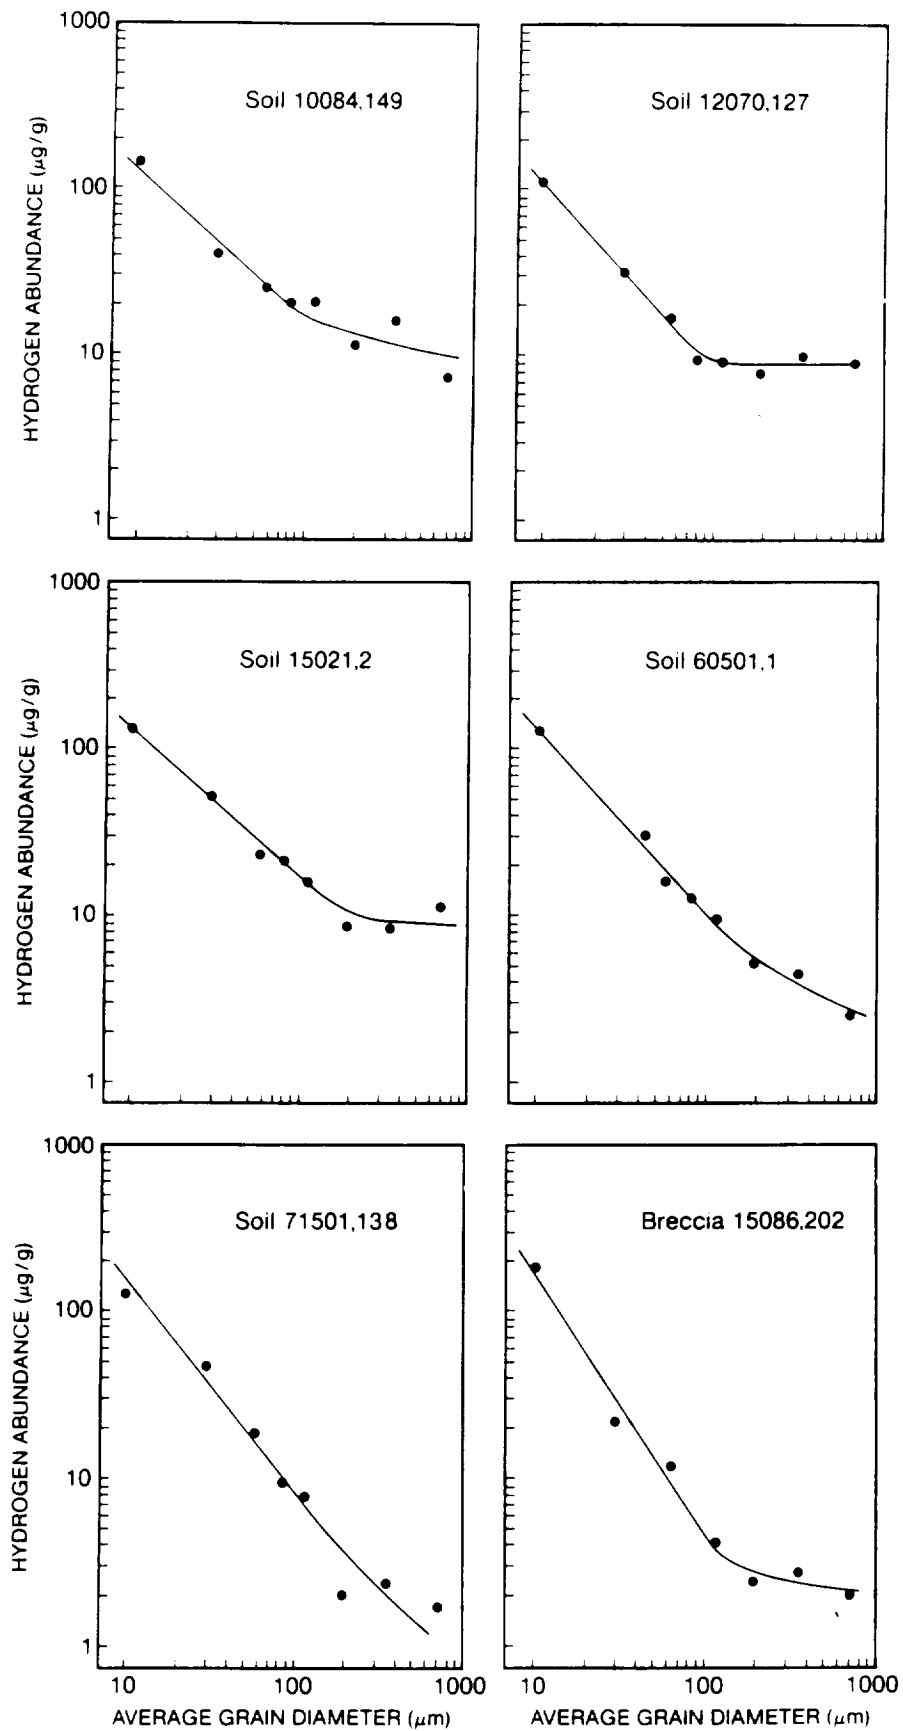 1000
100
10
1
HYDROGEN ABUNDANCE (μg/g)
Soil 10084,149
Soil 12070,127
1000
100
10
1
HYDROGEN ABUNDANCE (μg/g)
Soil 15021,2
Soil 60501,1
1000
100
10
1
HYDROGEN ABUNDANCE (μg/g)
Soil 71501,138
Breccia 15086,202
10 100 1000
10 100 1000
AVERAGE GRAIN DIAMETER (μm)
AVERAGE GRAIN DIAMETER (μm)